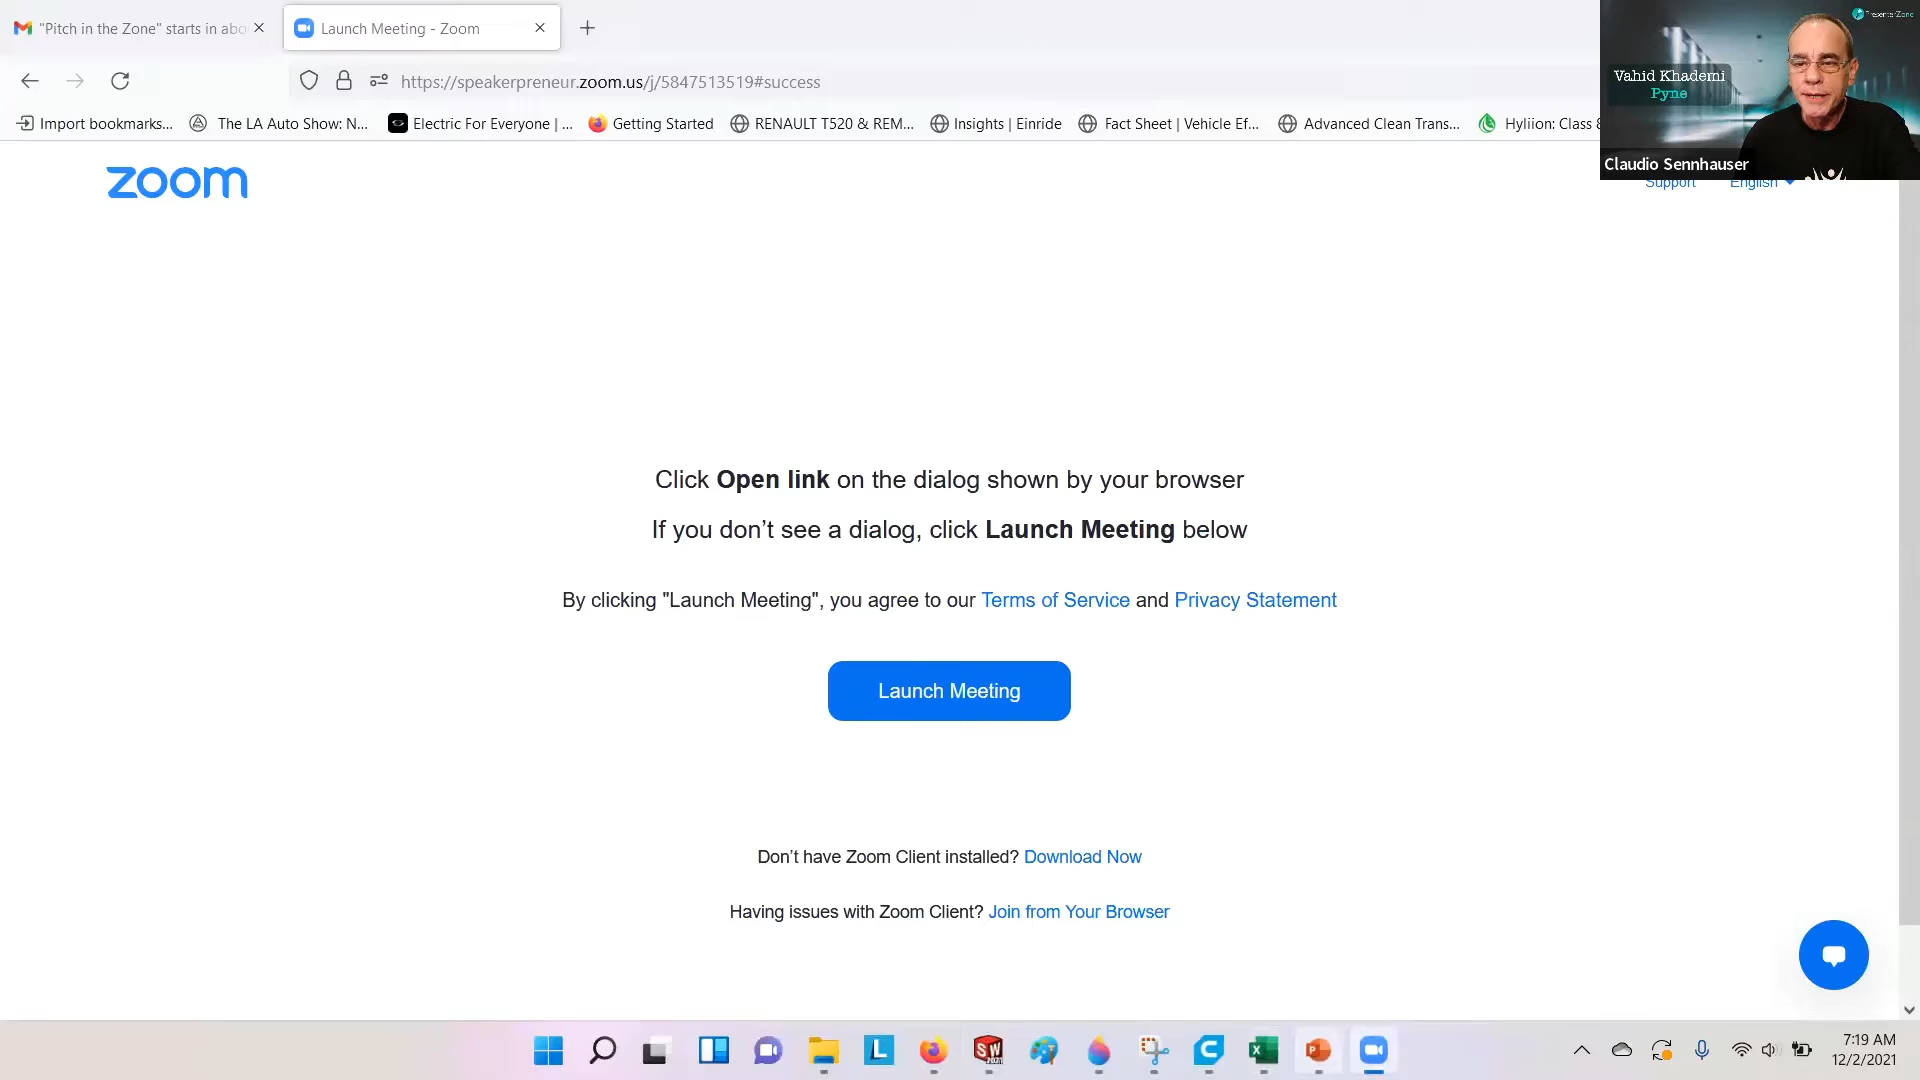 "Pitch in the Zone" starts in abo
Launch Meeting - Zoom
https://speakerpreneur.zoom.us/j/5847513519#success
Import bookmarks...
The LA Auto Show: N...
Electric For Everyone | ...
Getting Started
RENAULT T520 & REM...
Insights | Einride
Fact Sheet | Vehicle Ef...
Advanced Clean Trans...
Hyliion: Class 8
PresenterZone
Vahid Khademi
Pyne
Claudio Sennhauser
zoom
Support
English
Click Open link on the dialog shown by your browser
If you don’t see a dialog, click Launch Meeting below
By clicking "Launch Meeting", you agree to our Terms of Service and Privacy Statement
Launch Meeting
Don’t have Zoom Client installed? Download Now
Having issues with Zoom Client? Join from Your Browser
7:19 AM
12/2/2021